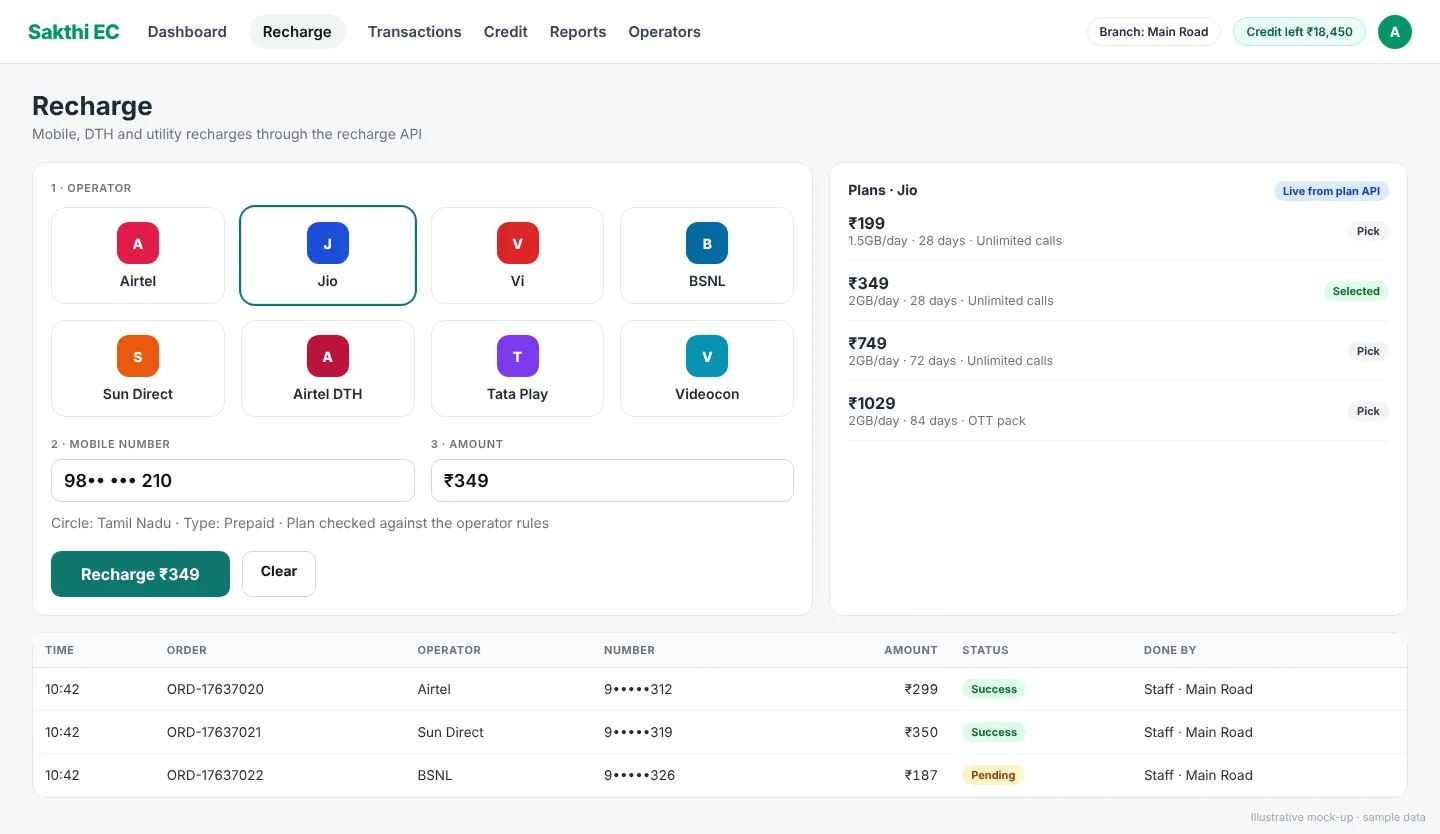 Sakthi EC Dashboard Recharge Transactions Credit Reports Operators Branch: Main Road Credit left ₹18,450 A
Recharge
Mobile, DTH and utility recharges through the recharge API
1 · OPERATOR
A J V B
Airtel Jio Vi BSNL
S A T V
Sun Direct Airtel DTH Tata Play Videocon
2 · MOBILE NUMBER 3 · AMOUNT
98•• ••• 210 ₹349
Circle: Tamil Nadu · Type: Prepaid · Plan checked against the operator rules
Recharge ₹349 Clear
Plans · Jio Live from plan API
₹199
1.5GB/day · 28 days · Unlimited calls
Pick
₹349
2GB/day · 28 days · Unlimited calls
Selected
₹749
2GB/day · 72 days · Unlimited calls
Pick
₹1029
2GB/day · 84 days · OTT pack
Pick
TIME ORDER OPERATOR NUMBER AMOUNT STATUS DONE BY
10:42 ORD-17637020 Airtel 9•••••312 ₹299 Success Staff · Main Road
10:42 ORD-17637021 Sun Direct 9•••••319 ₹350 Success Staff · Main Road
10:42 ORD-17637022 BSNL 9•••••326 ₹187 Pending Staff · Main Road
Illustrative mock-up · sample data